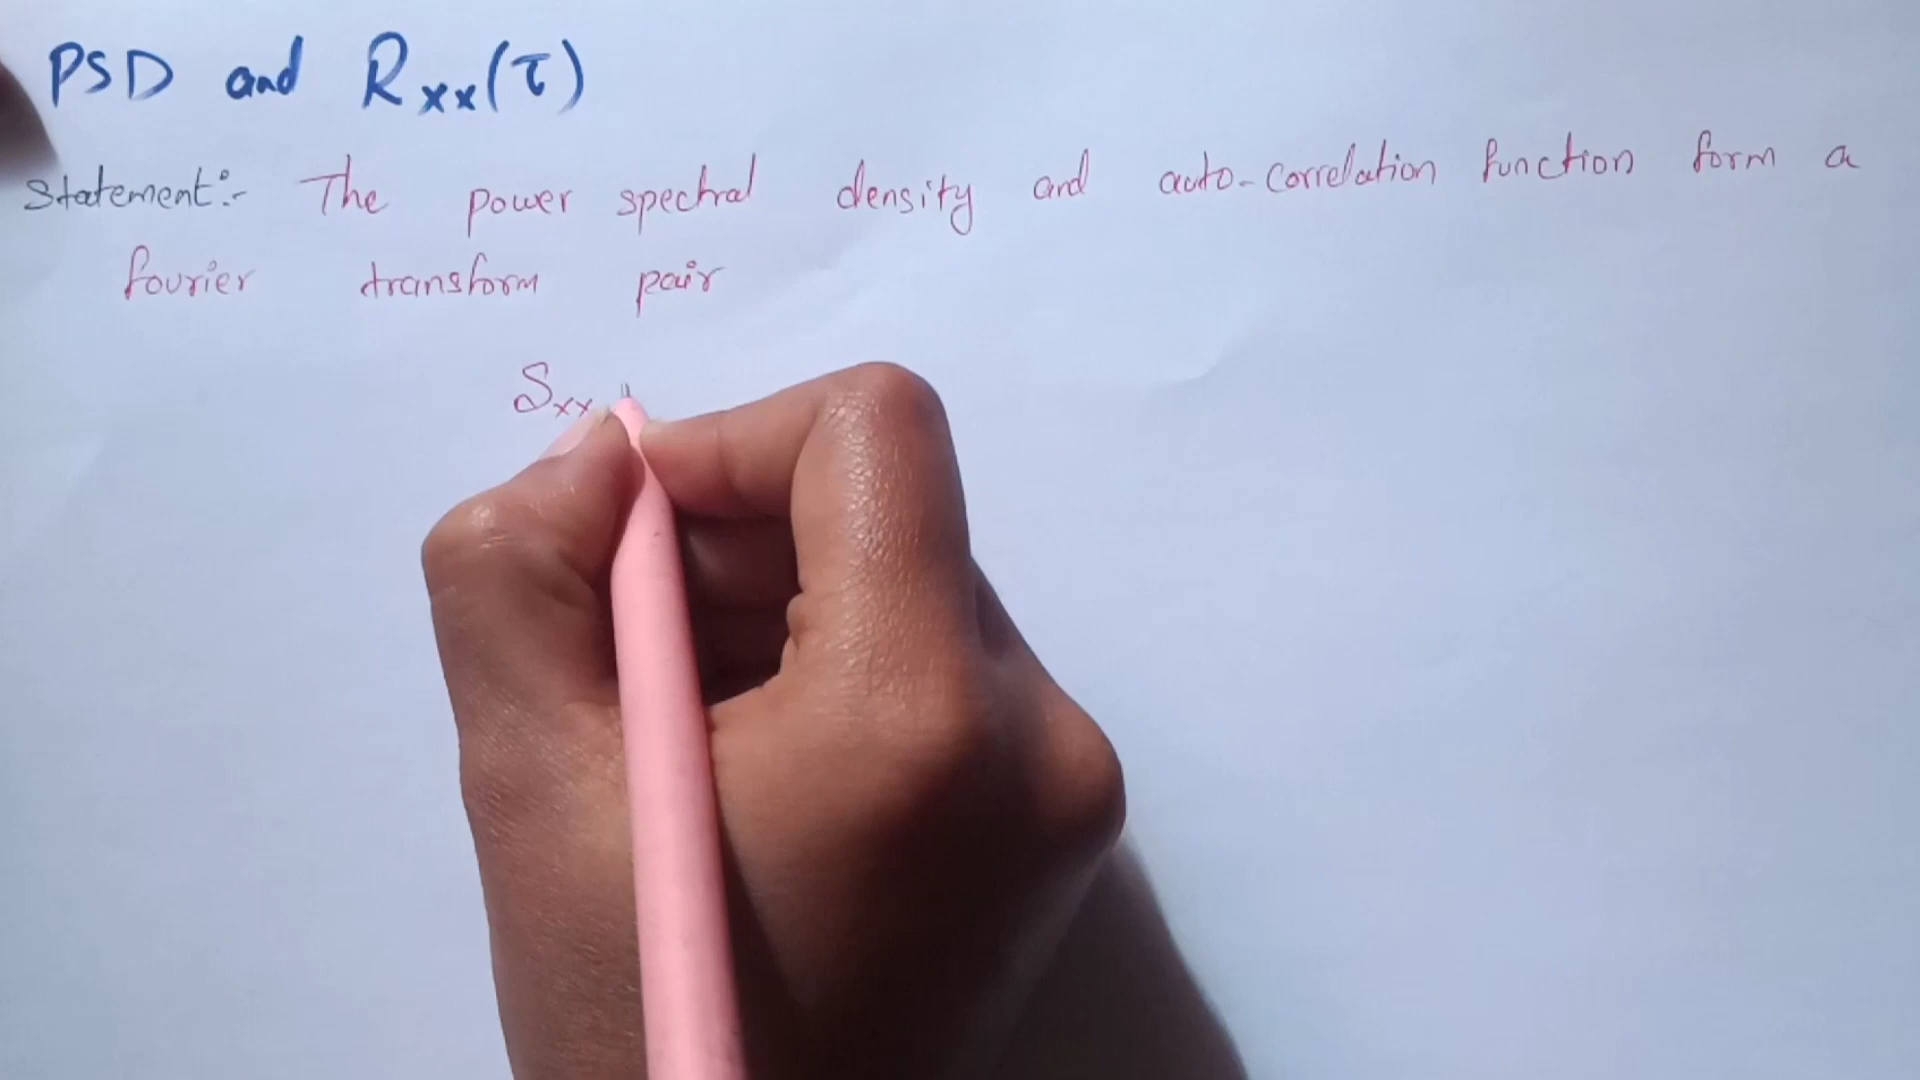 PSD and Rxx(τ)
Statement:- The power spectral density and auto-correlation function form a
fourier transform pair
Sxx